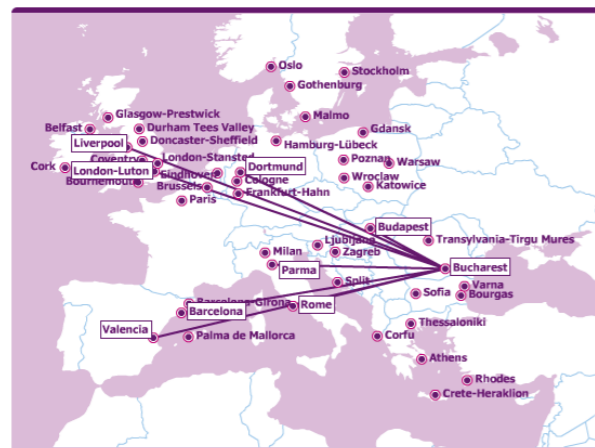 Oslo
Stockholm
Gothenburg
Glasgow-Prestwick
Malmo
Belfast
Durham Tees Valley
Gdansk
Liverpool
Doncaster-Sheffield
Hamburg-Lübeck
Coventry
London-Stansted
Poznan
Warsaw
Cork
London-Luton
Eindhoven
Dortmund
Bournemouth
Brussels
Cologne
Wroclaw
Katowice
Paris
Frankfurt-Hahn
Budapest
Ljubljana
Transylvania-Tirgu Mures
Milan
Zagreb
Parma
Bucharest
Split
Varna
Sofia
Bourgas
Barcelona-Girona
Barcelona
Rome
Valencia
Thessaloniki
Palma de Mallorca
Corfu
Athens
Rhodes
Crete-Heraklion